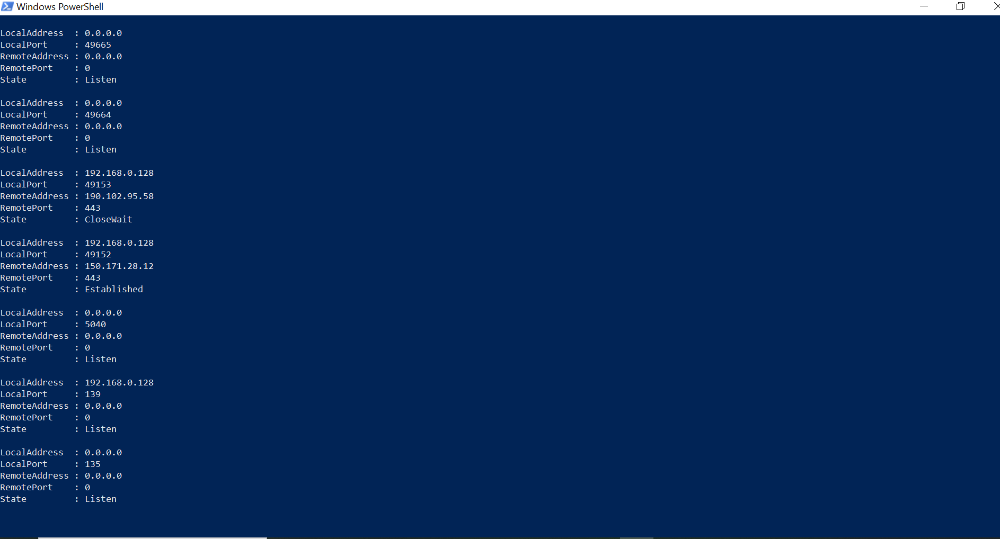 Windows PowerShell
LocalAddress  : 0.0.0.0
LocalPort     : 49665
RemoteAddress : 0.0.0.0
RemotePort    : 0
State         : Listen
LocalAddress  : 0.0.0.0
LocalPort     : 49664
RemoteAddress : 0.0.0.0
RemotePort    : 0
State         : Listen
LocalAddress  : 192.168.0.128
LocalPort     : 49153
RemoteAddress : 190.102.95.58
RemotePort    : 443
State         : CloseWait
LocalAddress  : 192.168.0.128
LocalPort     : 49152
RemoteAddress : 150.171.28.12
RemotePort    : 443
State         : Established
LocalAddress  : 0.0.0.0
LocalPort     : 5040
RemoteAddress : 0.0.0.0
RemotePort    : 0
State         : Listen
LocalAddress  : 192.168.0.128
LocalPort     : 139
RemoteAddress : 0.0.0.0
RemotePort    : 0
State         : Listen
LocalAddress  : 0.0.0.0
LocalPort     : 135
RemoteAddress : 0.0.0.0
RemotePort    : 0
State         : Listen